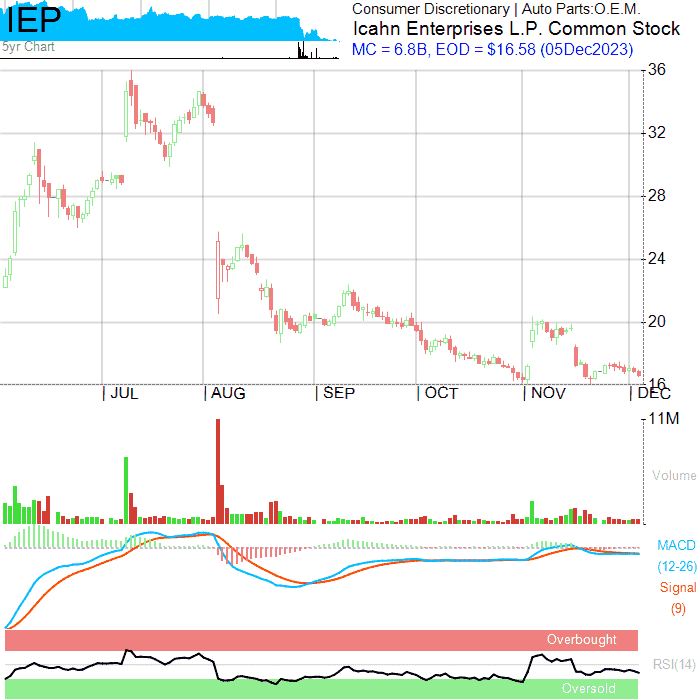 IEP
5yr Chart
Consumer Discretionary | Auto Parts:O.E.M.
Icahn Enterprises L.P. Common Stock
MC = 6.8B, EOD = $16.58 (05Dec2023)
36
32
28
24
20
16
| JUL | AUG | SEP | OCT | NOV | DEC
11M
Volume
MACD
(12-26)
Signal
(9)
Overbought
RSI(14)
Oversold